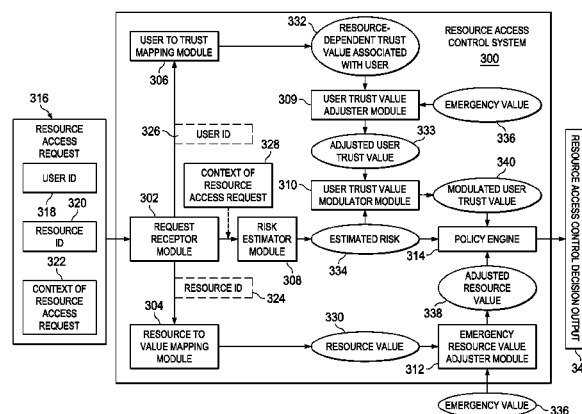 332
RESOURCE-
DEPENDENT TRUST
VALUE ASSOCIATED
WITH USER
RESOURCE ACCESS
CONTROL SYSTEM
300
USER TO TRUST
MAPPING MODULE
306
309
USER TRUST VALUE
ADJUSTER MODULE
EMERGENCY VALUE
336
316
RESOURCE
ACCESS
REQUEST
USER ID
318
320
RESOURCE
ID
322
CONTEXT OF
RESOURCE
ACCESS
REQUEST
326
USER ID
328
CONTEXT
OF RESOURCE
ACCESS REQUEST
333
ADJUSTED USER
TRUST VALUE
310
USER TRUST VALUE
MODULATOR MODULE
340
MODULATED USER
TRUST VALUE
302
REQUEST
RECEPTOR
MODULE
RISK
ESTIMATOR
MODULE
308
ESTIMATED RISK
334
POLICY ENGINE
314
RESOURCE ID
324
ADJUSTED
RESOURCE
VALUE
338
304
RESOURCE TO
VALUE MAPPING
MODULE
330
RESOURCE VALUE
EMERGENCY
RESOURCE VALUE
ADJUSTER MODULE
312
EMERGENCY VALUE
336
RESOURCE ACCESS CONTROL DECISION OUTPUT